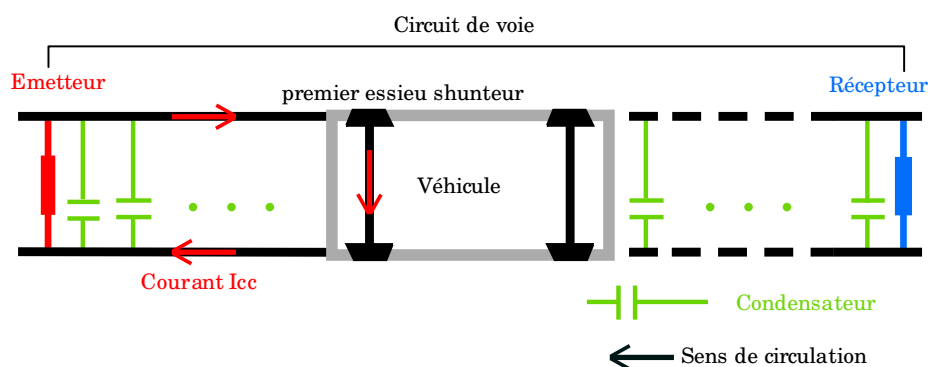 Circuit de voie
Emetteur
Récepteur
premier essieu shunteur
Véhicule
Courant Icc
Condensateur
Sens de circulation